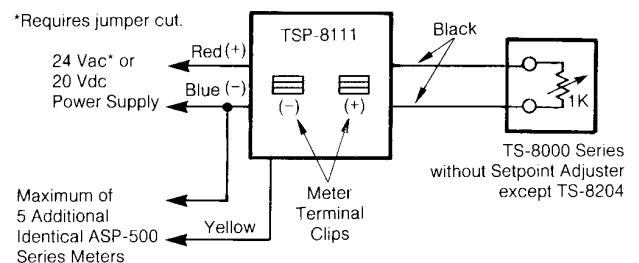 *Requires jumper cut.
TSP-8111
Black
Red (+)
24 Vac* or
20 Vdc
Power Supply
Blue (−)
(−)
(+)
1K
TS-8000 Series
without Setpoint Adjuster
except TS-8204
Meter
Terminal
Clips
Maximum of
5 Additional
Identical ASP-500
Series Meters
Yellow